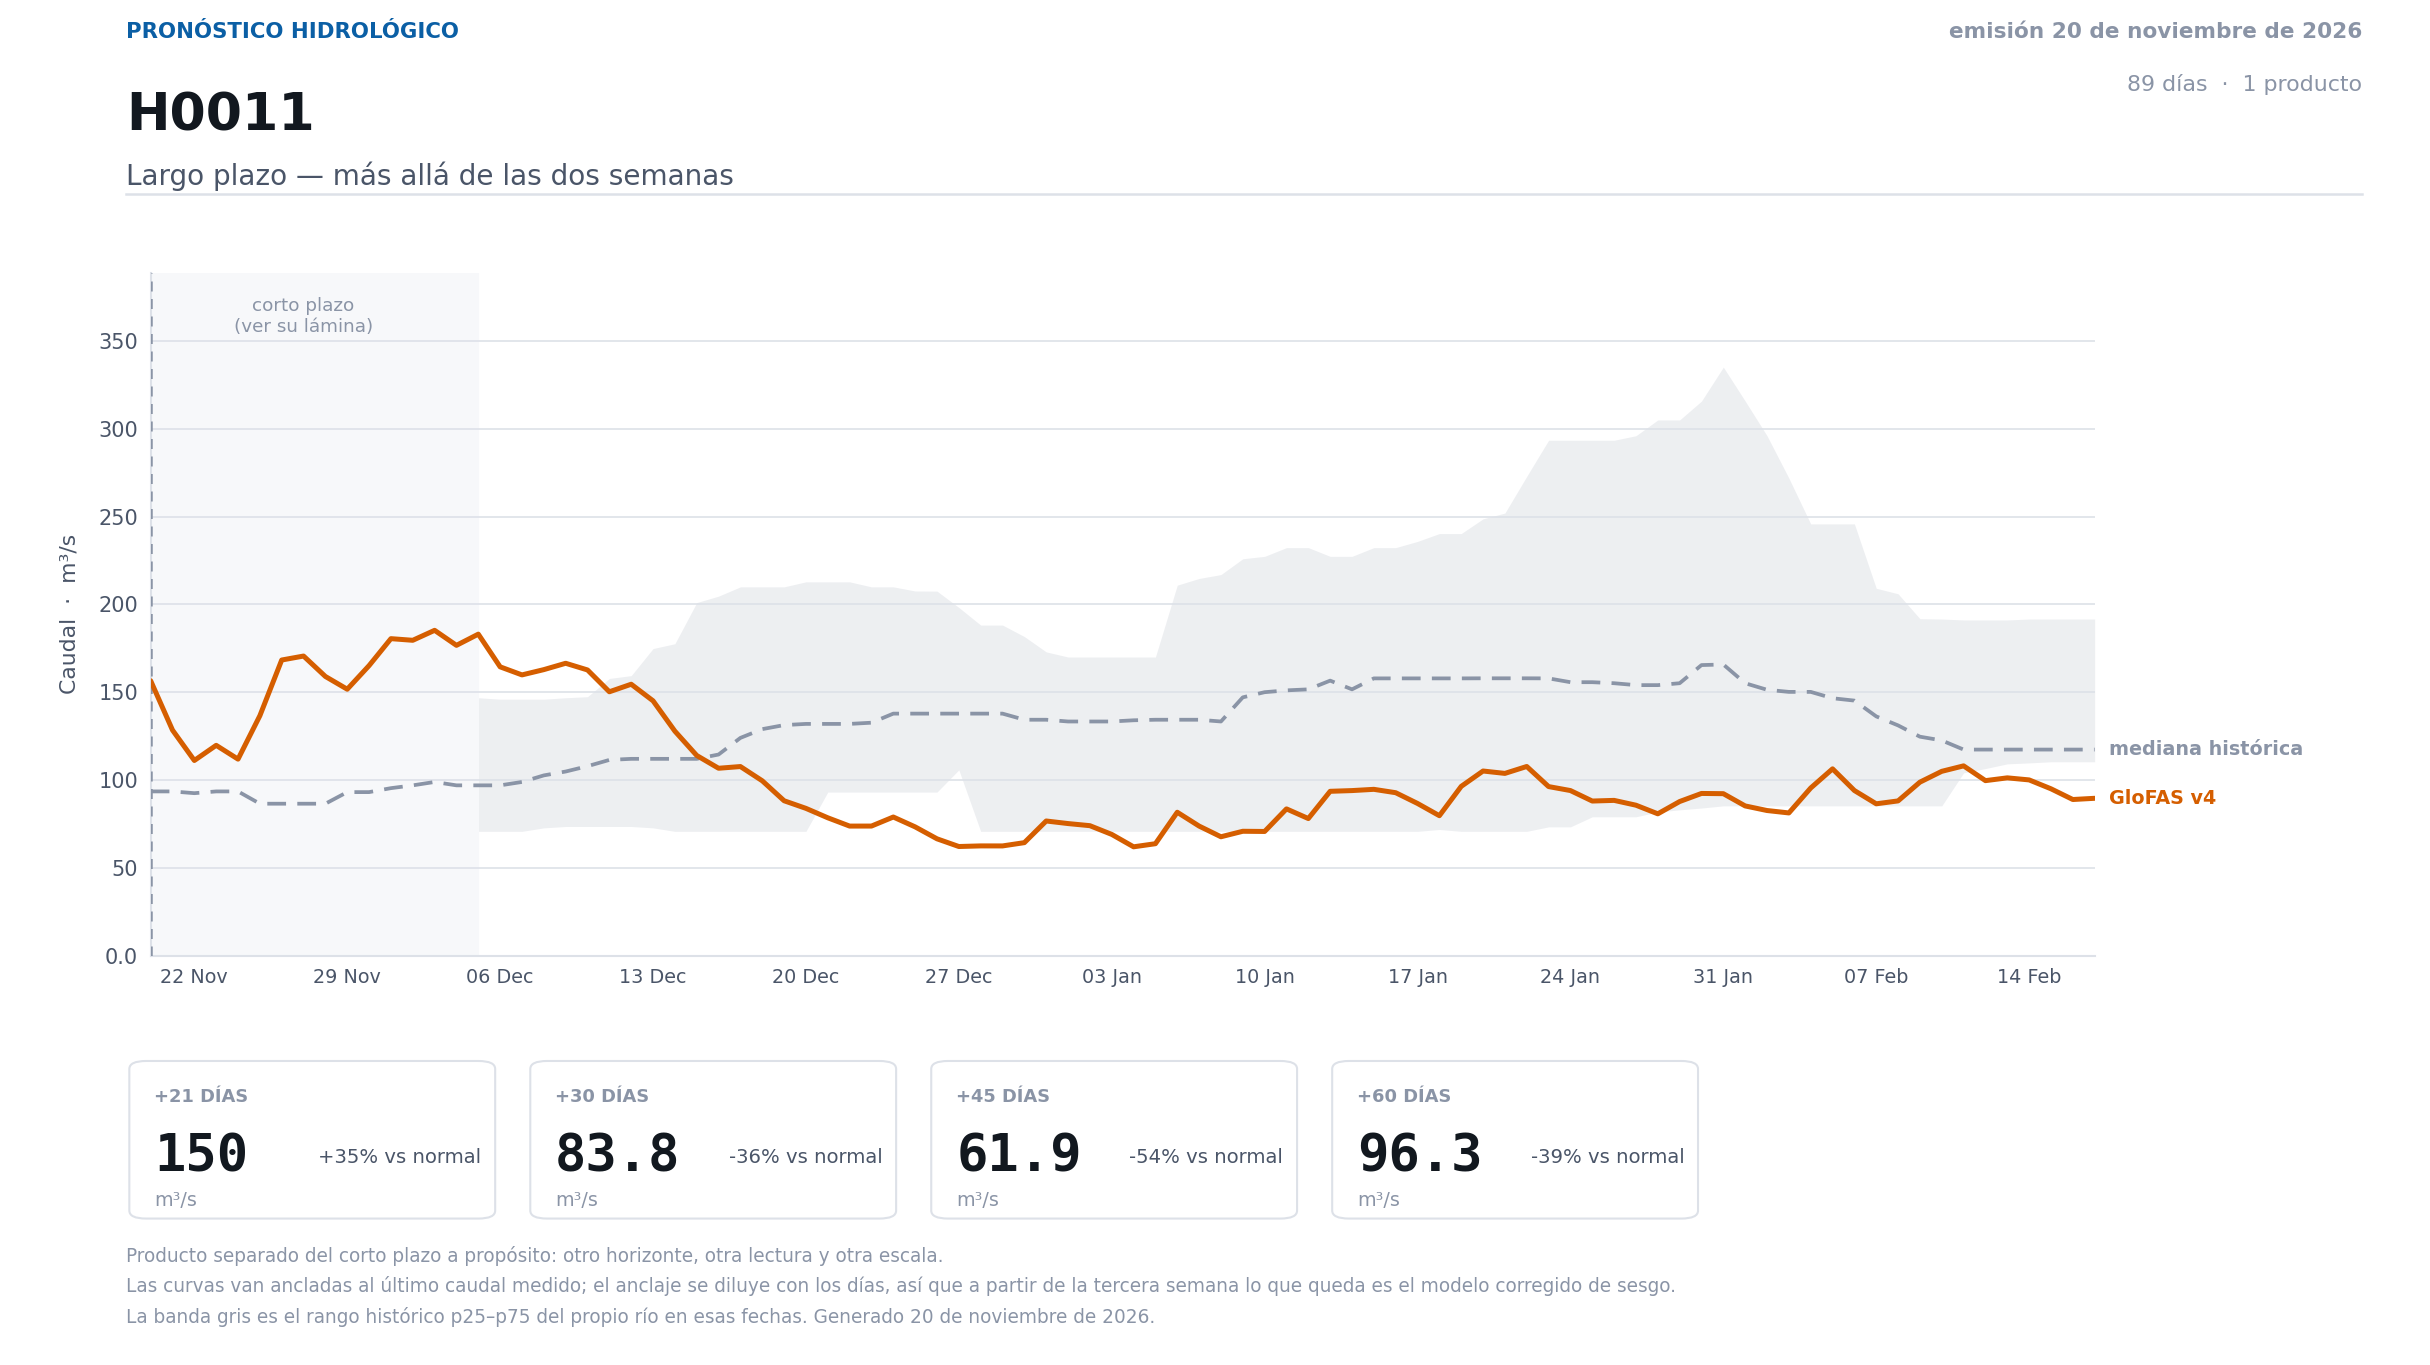 PRONÓSTICO HIDROLÓGICO
emisión 20 de noviembre de 2026
89 días · 1 producto
H0011
Largo plazo — más allá de las dos semanas
corto plazo
(ver su lámina)
Caudal · m³/s
350
300
250
200
150
100
50
0.0
22 Nov
29 Nov
06 Dec
13 Dec
20 Dec
27 Dec
03 Jan
10 Jan
17 Jan
24 Jan
31 Jan
07 Feb
14 Feb
mediana histórica
GloFAS v4
+21 DÍAS
150
+35% vs normal
m³/s
+30 DÍAS
83.8
-36% vs normal
m³/s
+45 DÍAS
61.9
-54% vs normal
m³/s
+60 DÍAS
96.3
-39% vs normal
m³/s
Producto separado del corto plazo a propósito: otro horizonte, otra lectura y otra escala.
Las curvas van ancladas al último caudal medido; el anclaje se diluye con los días, así que a partir de la tercera semana lo que queda es el modelo corregido de sesgo.
La banda gris es el rango histórico p25–p75 del propio río en esas fechas. Generado 20 de noviembre de 2026.